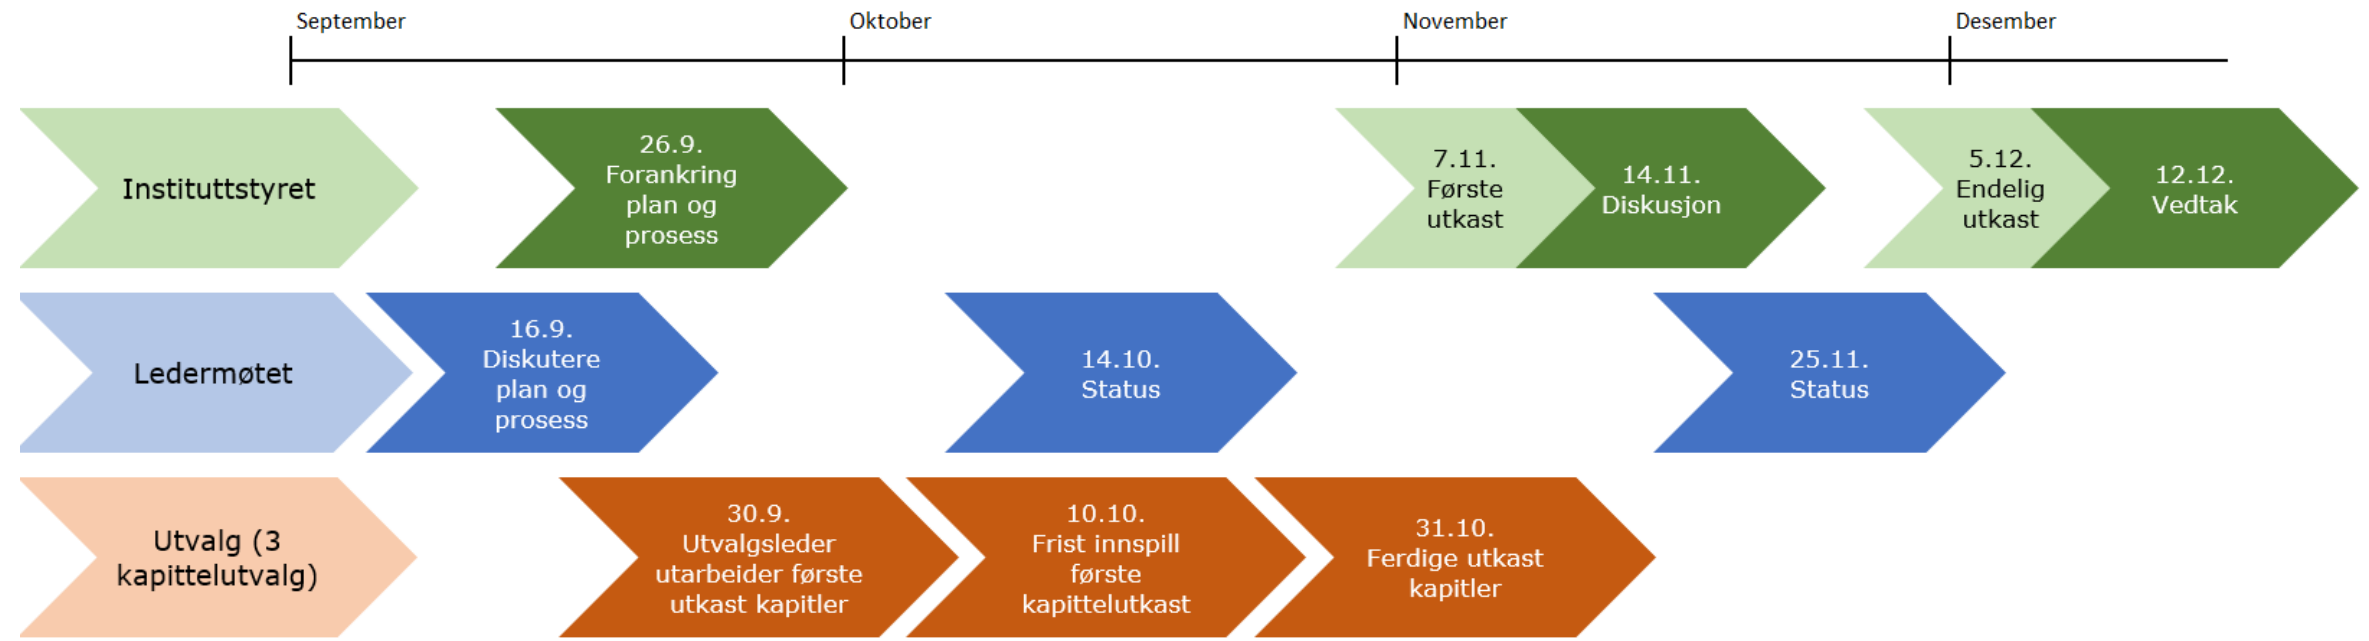 September
Oktober
November
Desember
Instituttstyret
26.9.
Forankring
plan og
prosess
7.11.
Første
utkast
14.11.
Diskusjon
5.12.
Endelig
utkast
12.12.
Vedtak
Ledermøtet
16.9.
Diskutere
plan og
prosess
14.10.
Status
25.11.
Status
Utvalg (3
kapittelutvalg)
30.9.
Utvalgsleder
utarbeider første
utkast kapitler
10.10.
Frist innspill
første
kapittelutkast
31.10.
Ferdige utkast
kapitler